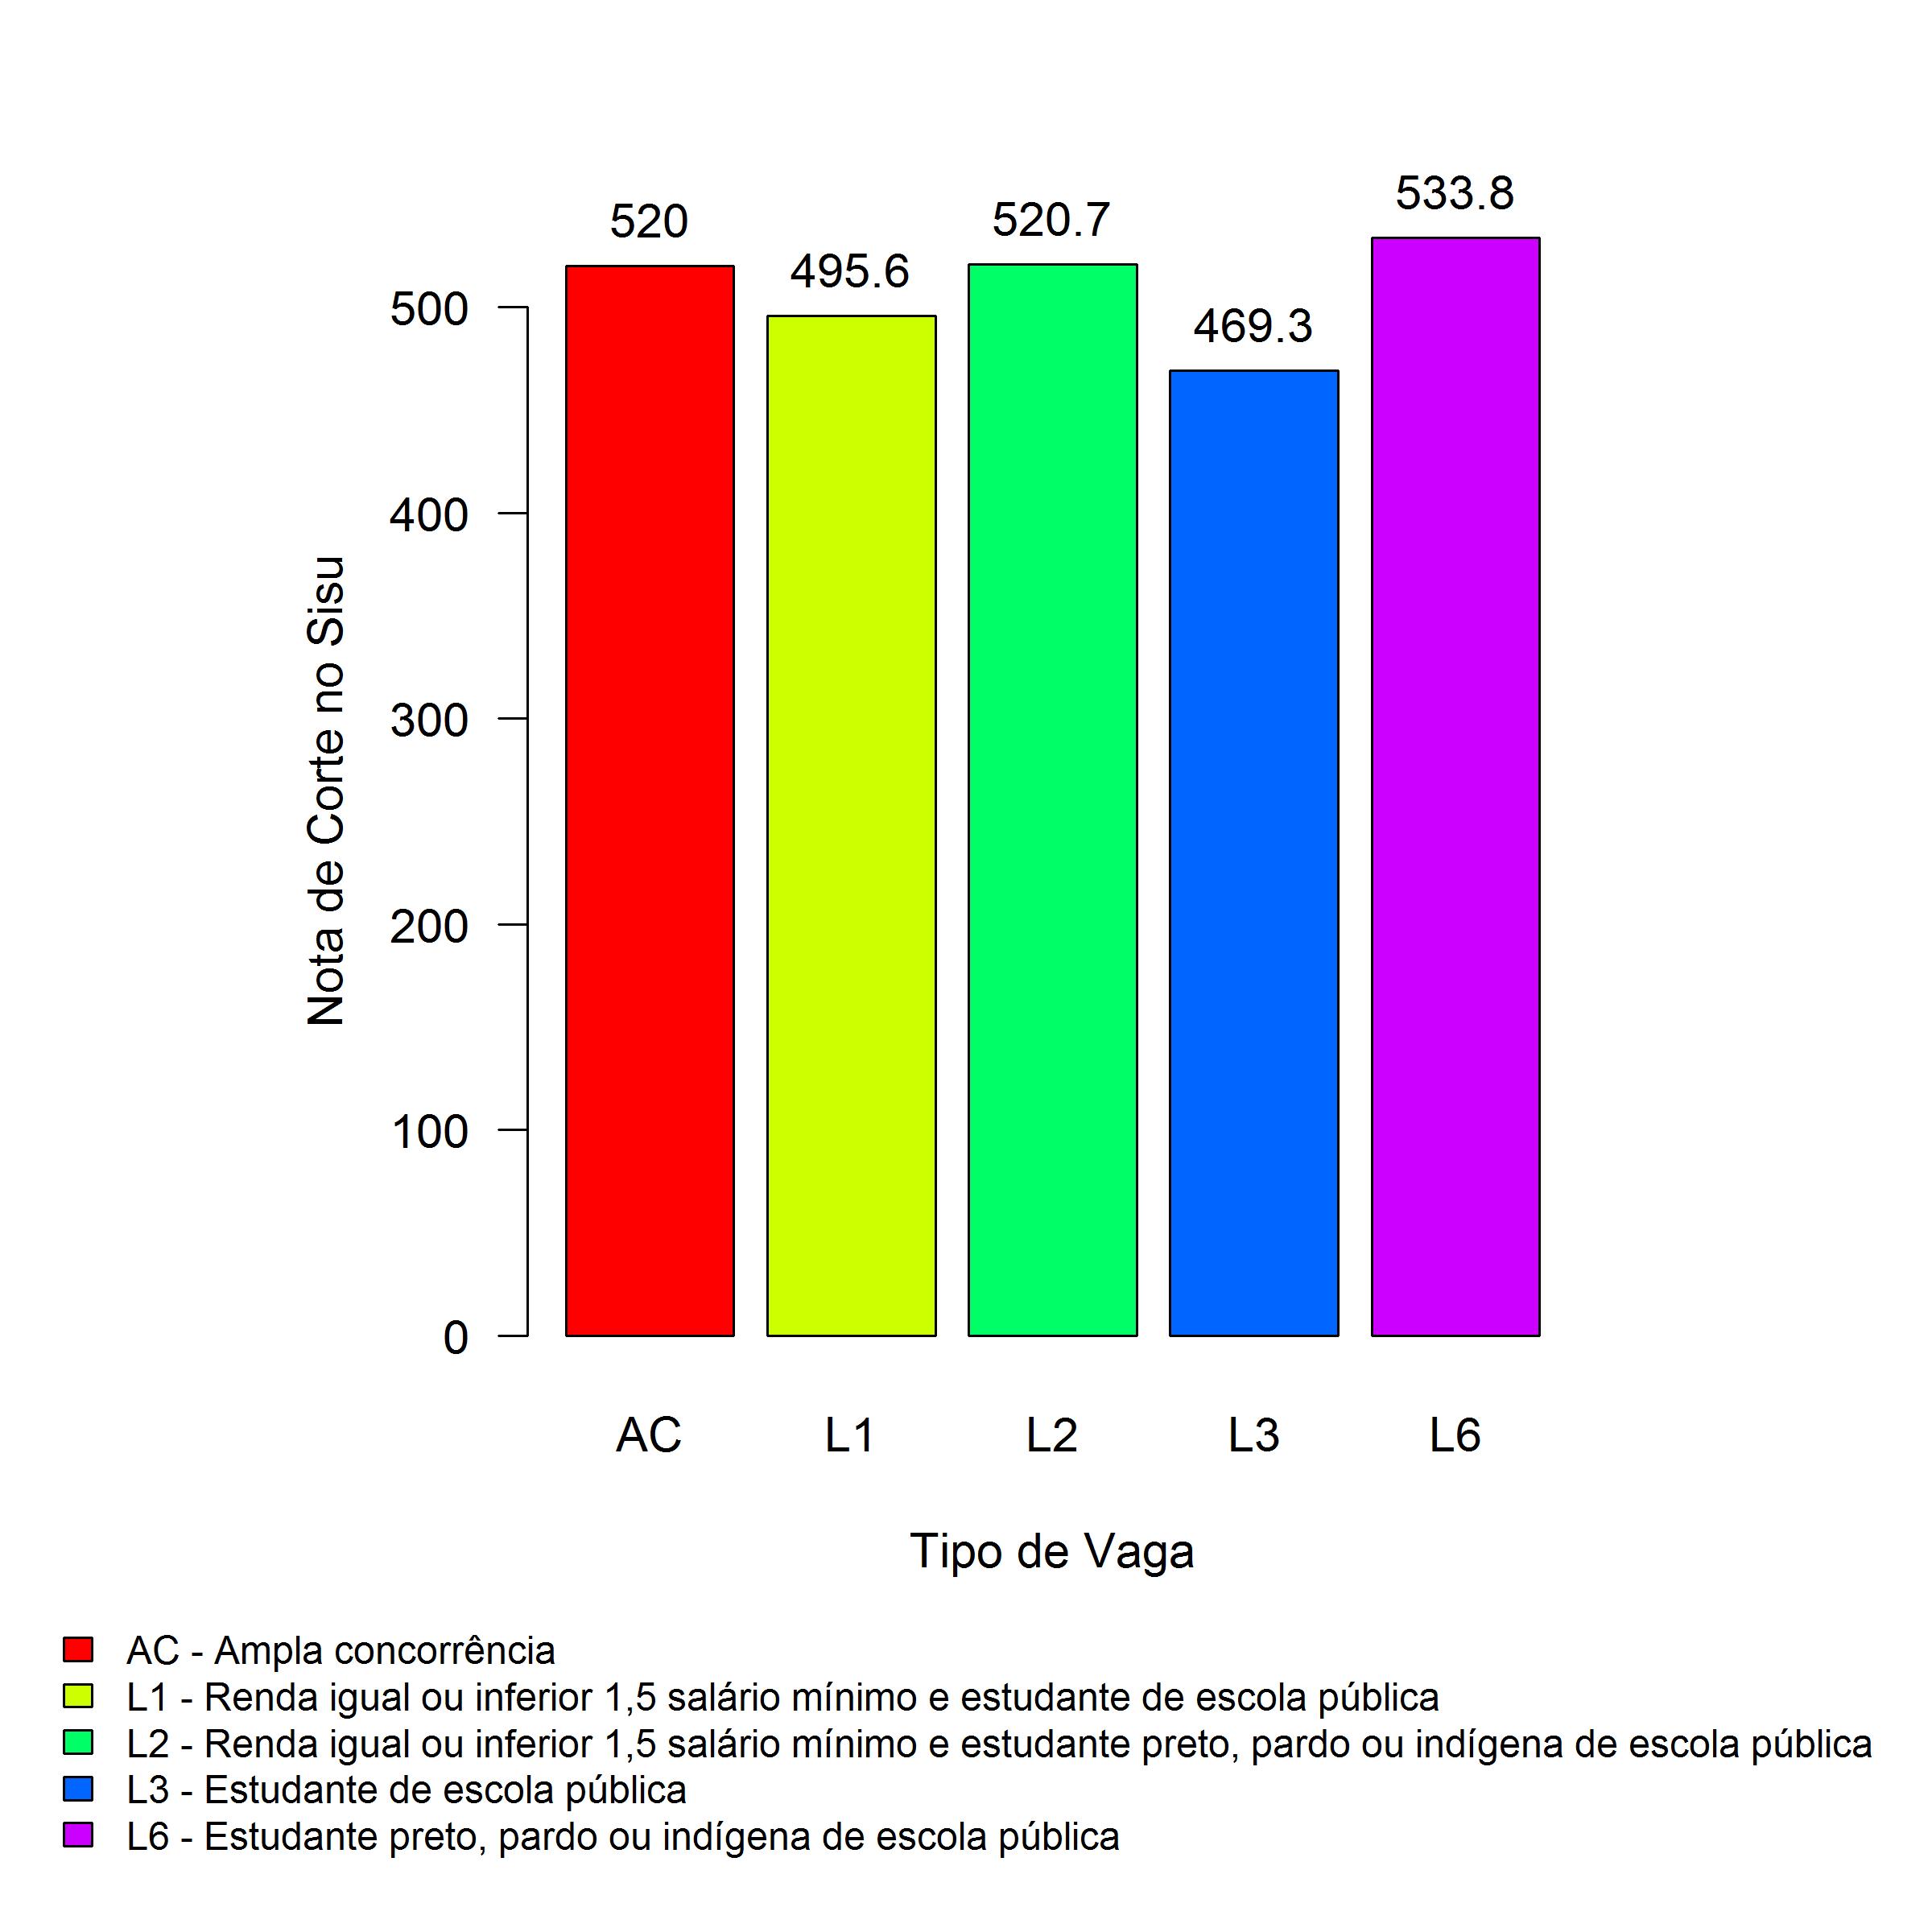 520
495.6
520.7
469.3
533.8
500
400
300
200
100
0
Nota de Corte no Sisu
AC
L1
L2
L3
L6
Tipo de Vaga
AC - Ampla concorrência
L1 - Renda igual ou inferior 1,5 salário mínimo e estudante de escola pública
L2 - Renda igual ou inferior 1,5 salário mínimo e estudante preto, pardo ou indígena de escola pública
L3 - Estudante de escola pública
L6 - Estudante preto, pardo ou indígena de escola pública